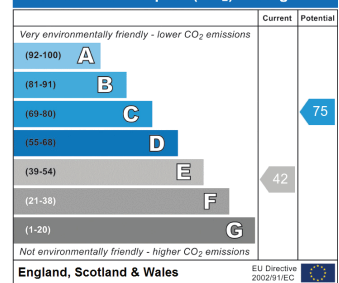 Current Potential
Very environmentally friendly - lower CO2 emissions
(92-100) A
(81-91) B
(69-80) C
75
(55-68) D
(39-54) E
42
(21-38) F
(1-20) G
Not environmentally friendly - higher CO2 emissions
England, Scotland & Wales
EU Directive
2002/91/EC